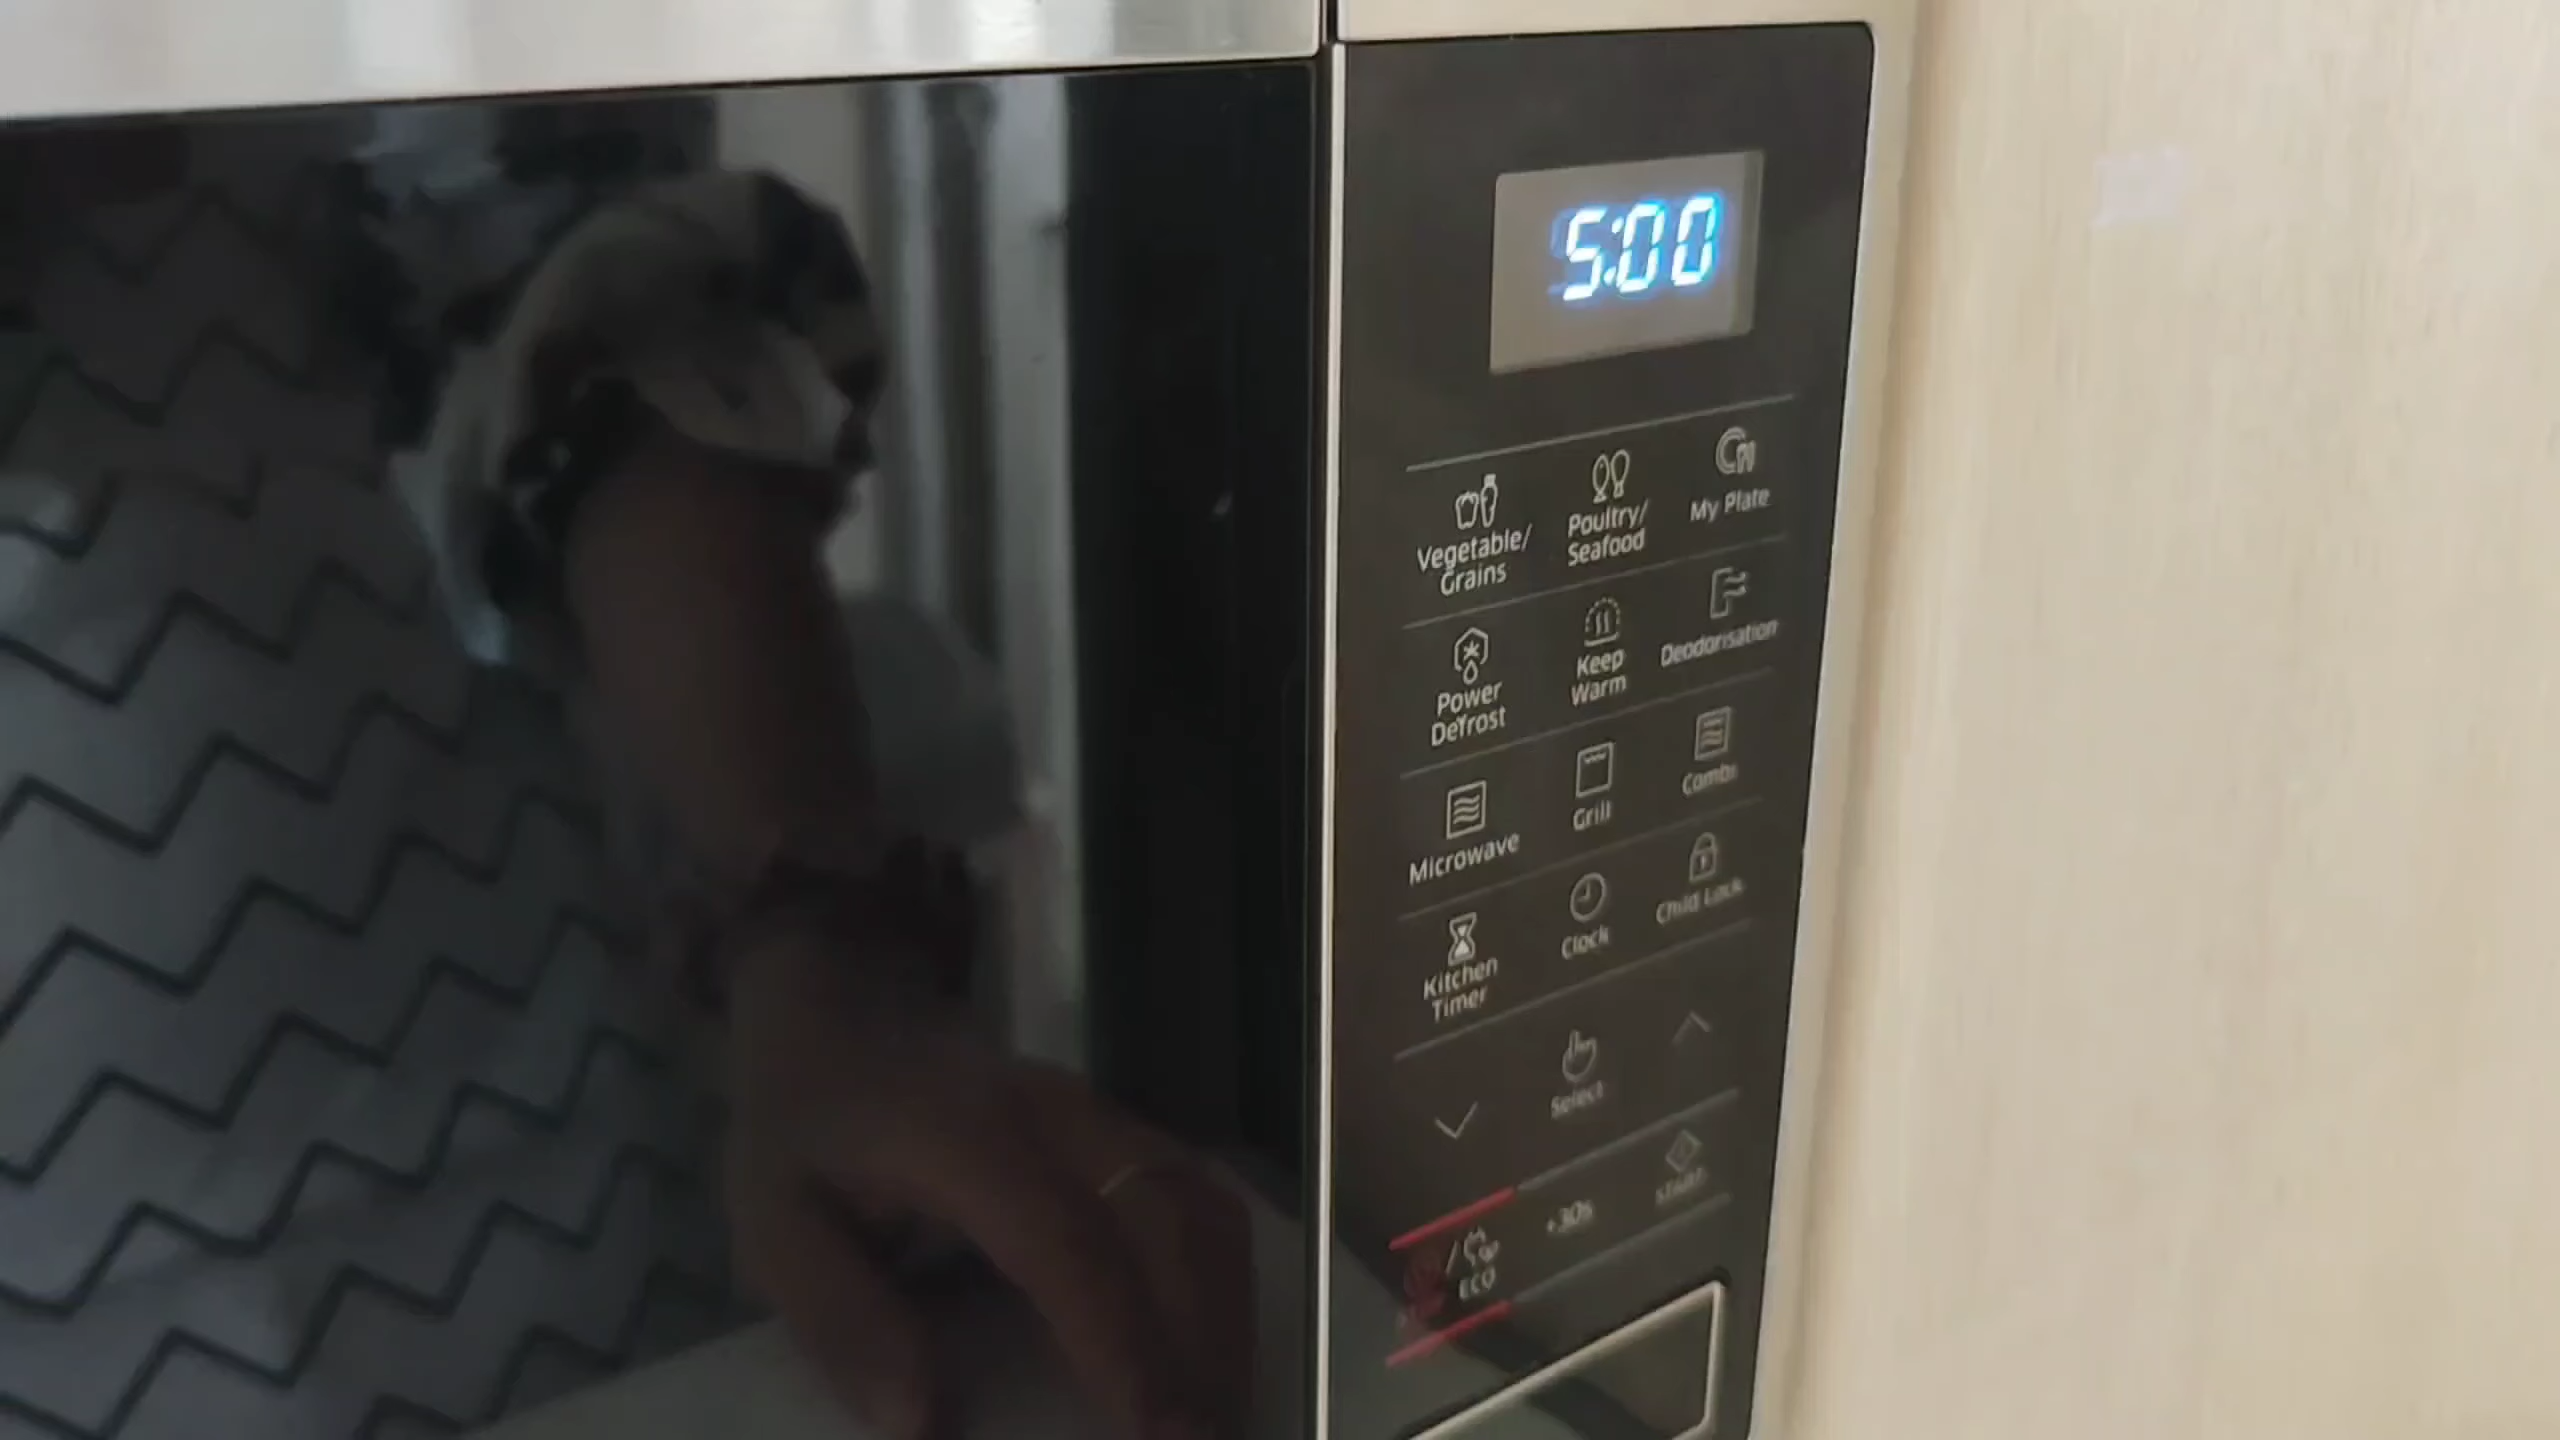 5:00
Vegetable/
Grains
Poultry/
Seafood
My Plate
Power
Defrost
Keep
Warm
Deodorisation
Microwave
Grill
Combi
Kitchen
Timer
Clock
Child Lock
Select
/
ECO
+30s
START